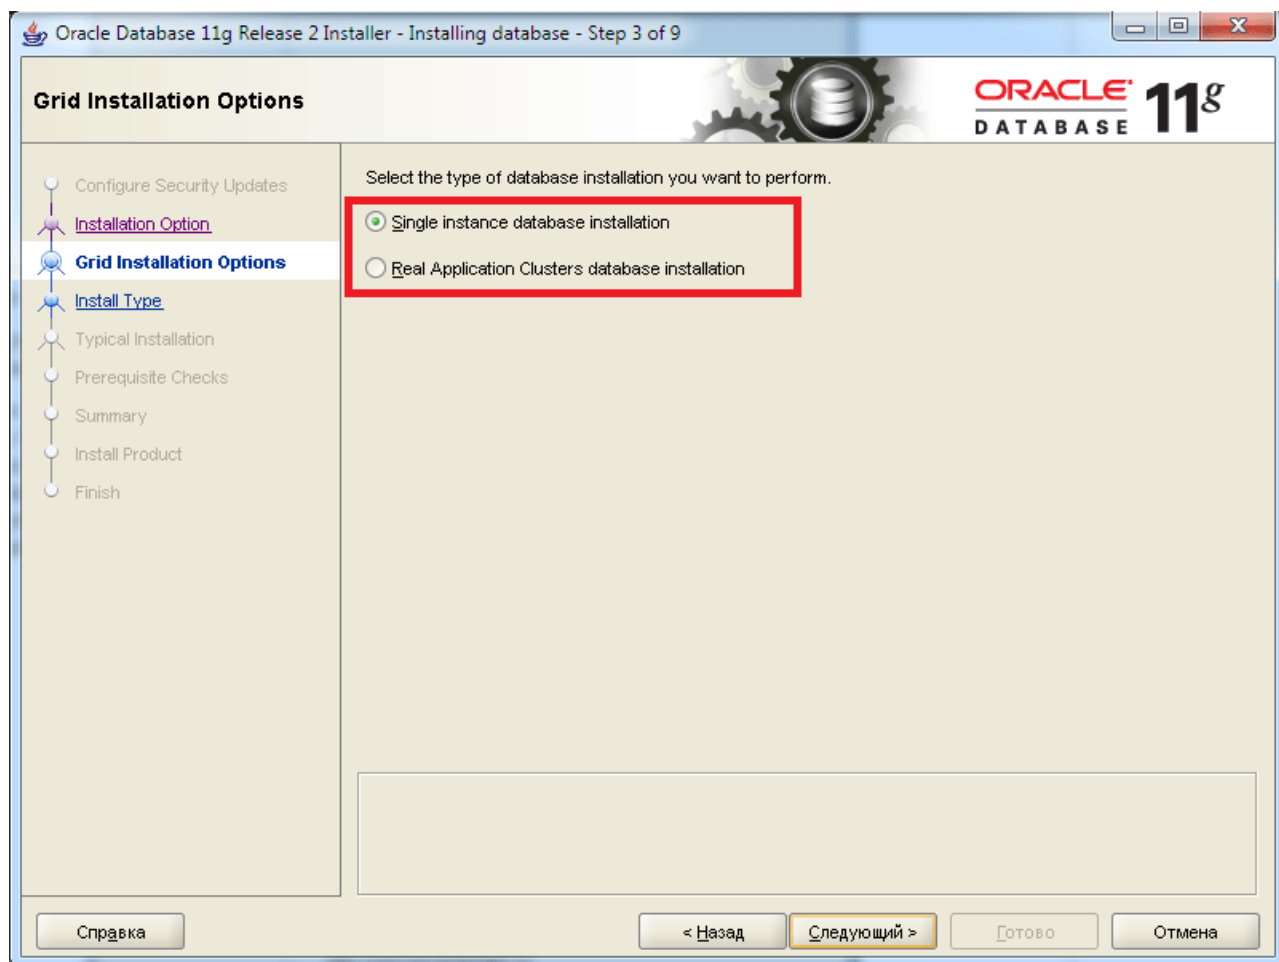 Oracle Database 11g Release 2 Installer - Installing database - Step 3 of 9
Grid Installation Options
ORACLE 11g
DATABASE
Configure Security Updates
Installation Option
Grid Installation Options
Install Type
Typical Installation
Prerequisite Checks
Summary
Install Product
Finish
Select the type of database installation you want to perform.
Single instance database installation
Real Application Clusters database installation
Справка
< Назад
Следующий >
Готово
Отмена